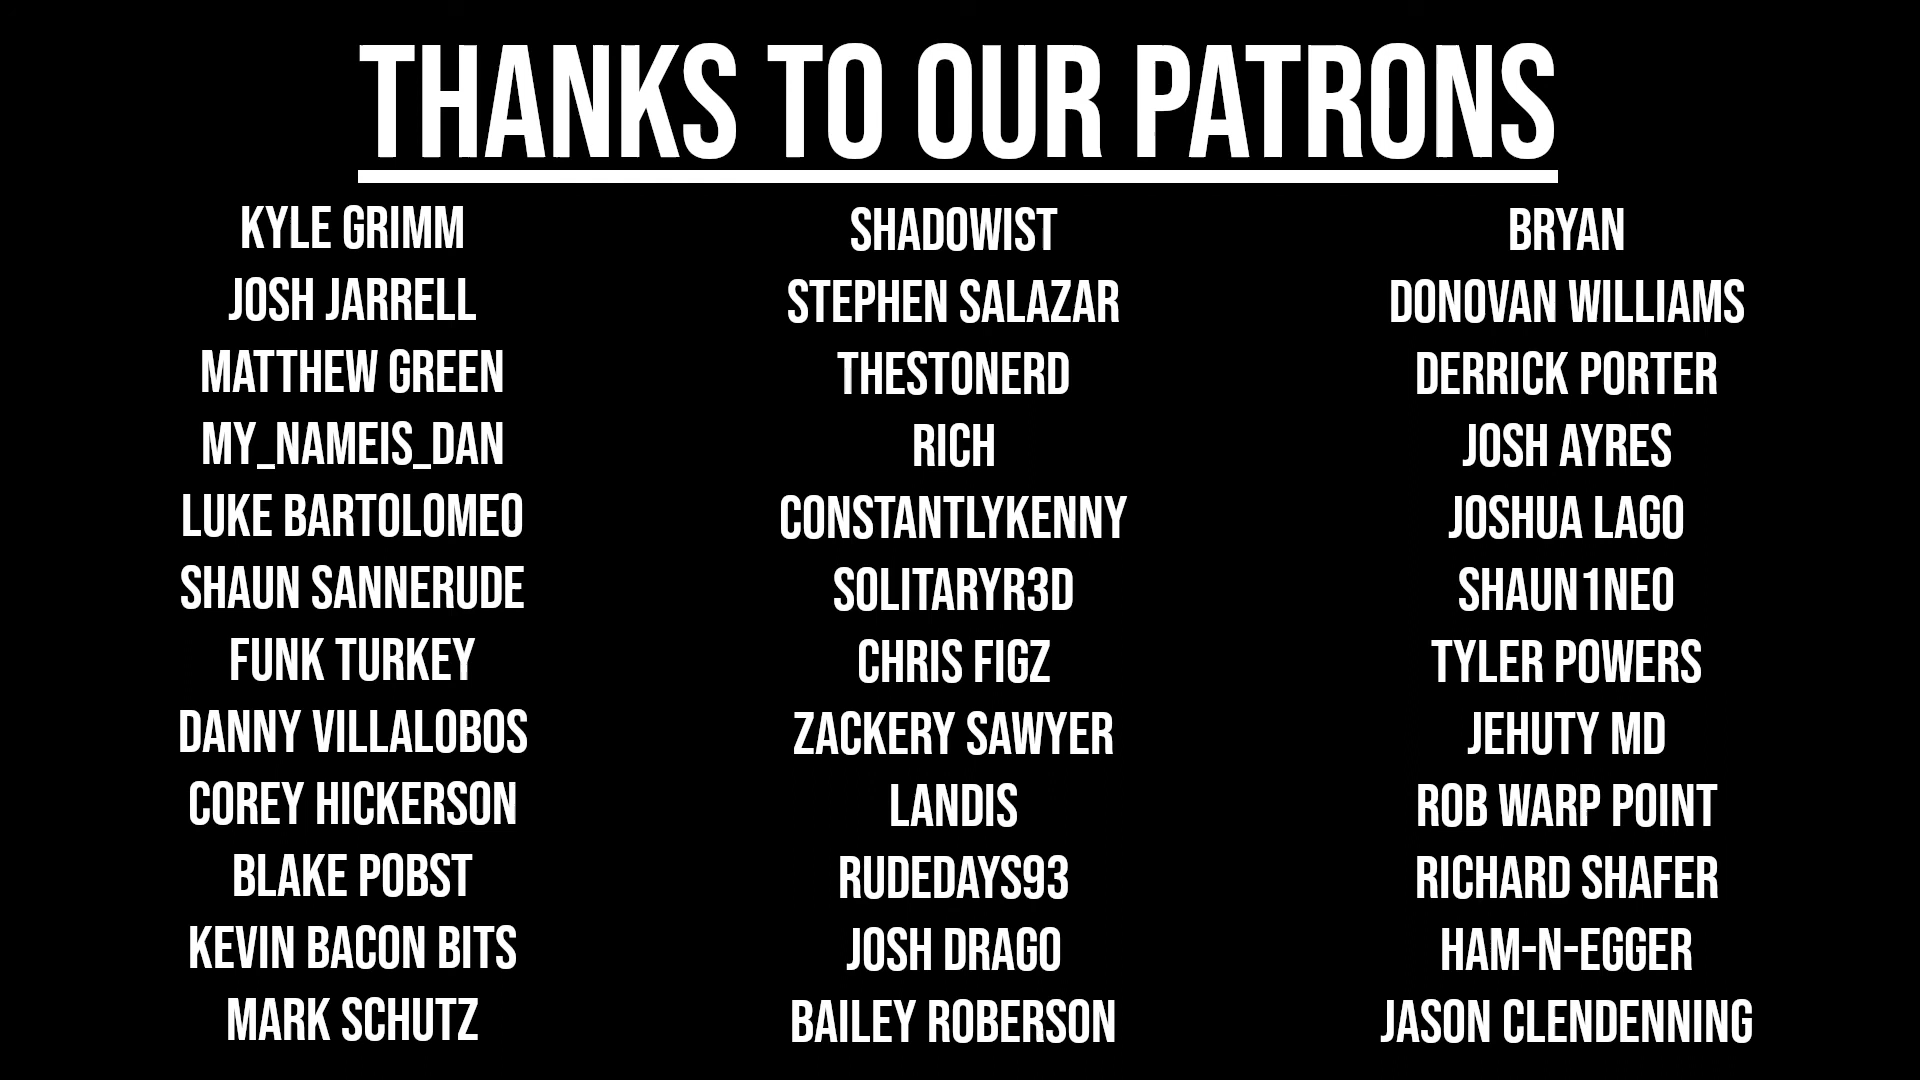 THANKS TO OUR PATRONS
KYLE GRIMM
JOSH JARRELL
MATTHEW GREEN
MY_NAMEIS_DAN
LUKE BARTOLOMEO
SHAUN SANNERUDE
FUNK TURKEY
DANNY VILLALOBOS
COREY HICKERSON
BLAKE POBST
KEVIN BACON BITS
MARK SCHUTZ
SHADOWIST
STEPHEN SALAZAR
THESTONERD
RICH
CONSTANTLYKENNY
SOLITARYR3D
CHRIS FIGZ
ZACKERY SAWYER
LANDIS
RUDEDAYS93
JOSH DRAGO
BAILEY ROBERSON
BRYAN
DONOVAN WILLIAMS
DERRICK PORTER
JOSH AYRES
JOSHUA LAGO
SHAUN1NEO
TYLER POWERS
JEHUTY MD
ROB WARP POINT
RICHARD SHAFER
HAM-N-EGGER
JASON CLENDENNING